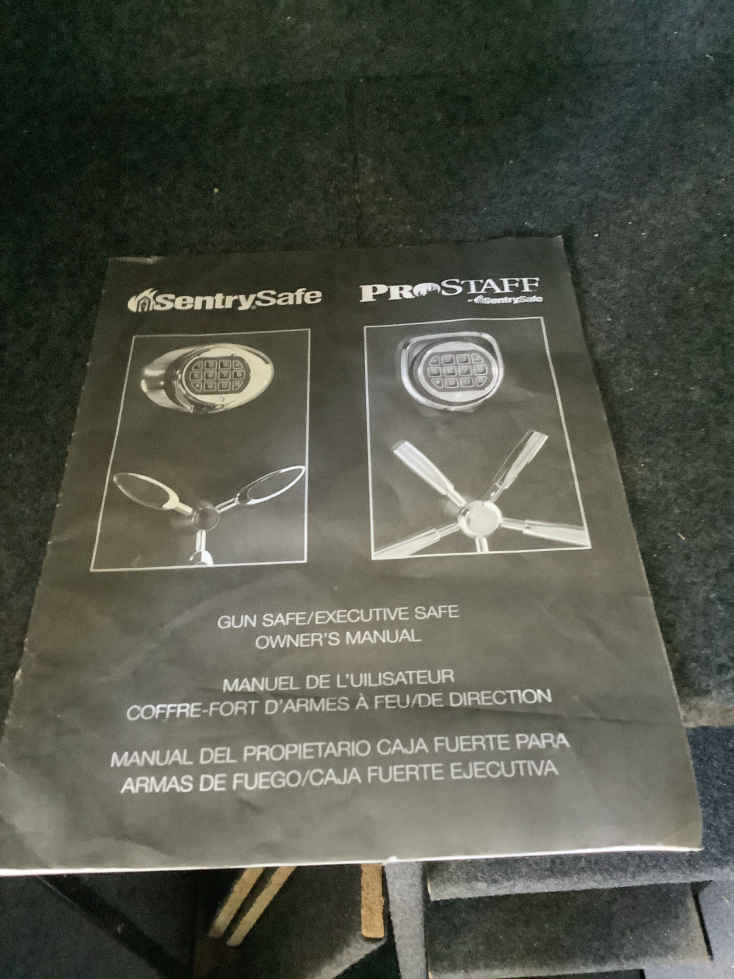 SentrySafe
PROSTAFF
BY SentrySafe
GUN SAFE/EXECUTIVE SAFE
OWNER'S MANUAL
MANUEL DE L'UILISATEUR
COFFRE-FORT D'ARMES À FEU/DE DIRECTION
MANUAL DEL PROPIETARIO CAJA FUERTE PARA
ARMAS DE FUEGO/CAJA FUERTE EJECUTIVA